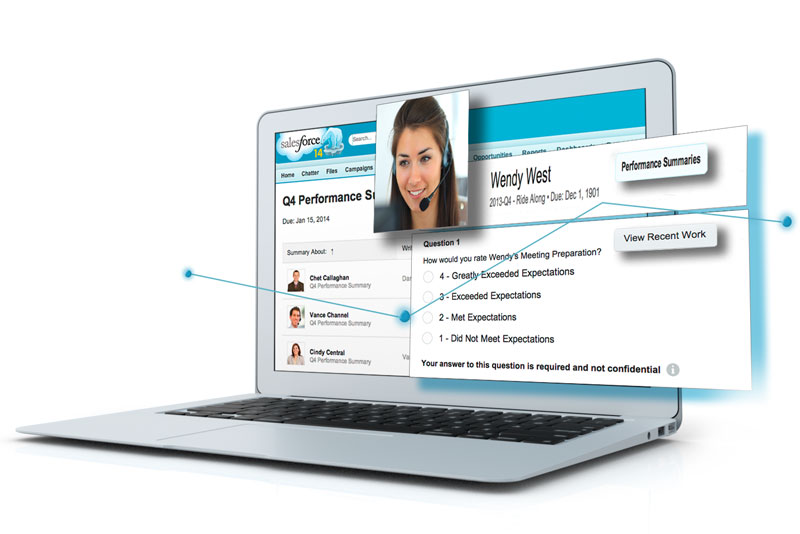 salesforce
14
Search...
Home Chatter Files Campaigns
Opportunities Reports Dashboards
Q4 Performance Su
Due: Jan 15, 2014
Summary About: ↑
Writ
Chet Callaghan
Q4 Performance Summary
Dan
Vance Channel
Q4 Performance Summary
Cindy Central
Q4 Performance Summary
Va
Wendy West
2013-Q4 - Ride Along • Due: Dec 1, 1901
Performance Summaries
Question 1
View Recent Work
How would you rate Wendy's Meeting Preparation?
4 - Greatly Exceeded Expectations
3 - Exceeded Expectations
2 - Met Expectations
1 - Did Not Meet Expectations
Your answer to this question is required and not confidential
i